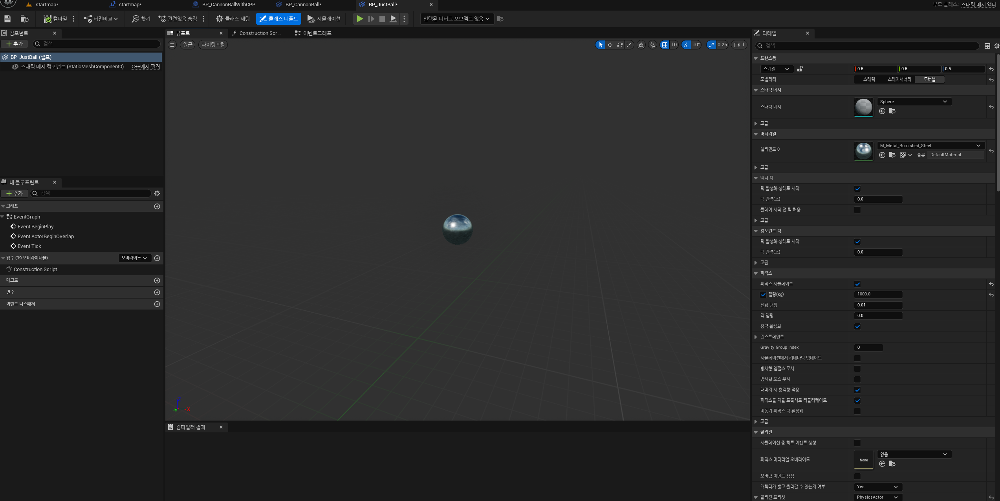 startmap*
startmap*
BP_CannonBallWithCPP
BP_CannonBall*
BP_JustBall*
부모 클래스: 스태틱 메시 액터
컴파일
버전비교
찾기
관련없음 숨김
클래스 세팅
클래스 디폴트
시뮬레이션
선택된 디버그 오브젝트 없음
컴포넌트
추가
검색
BP_JustBall (셀프)
스태틱 메시 컴포넌트 (StaticMeshComponent0)
C++에서 편집
내 블루프린트
추가
검색
그래프
EventGraph
Event BeginPlay
Event ActorBeginOverlap
Event Tick
함수 (19 오버라이더블)
오버라이드
Construction Script
매크로
변수
이벤트 디스패처
뷰포트
Construction Scr...
이벤트그래프
원근
라이팅포함
10
10°
0.25
1
Z
X
Y
컴파일러 결과
디테일
검색
트랜스폼
스케일
0.5
0.5
0.5
모빌리티
스태틱
스테이셔너리
무버블
스태틱 메시
스태틱 메시
Sphere
고급
머티리얼
엘리먼트 0
M_Metal_Burnished_Steel
슬롯
DefaultMaterial
고급
액터 틱
틱 활성화 상태로 시작
틱 간격(초)
0.0
플레이 시작 전 틱 허용
고급
컴포넌트 틱
틱 활성화 상태로 시작
틱 간격(초)
0.0
고급
피직스
피직스 시뮬레이트
질량(kg)
1000.0
선형 댐핑
0.01
각 댐핑
0.0
중력 활성화
컨스트레인트
Gravity Group Index
0
시뮬레이션에서 키네마틱 업데이트
방사형 임펄스 무시
방사형 포스 무시
대미지 시 충격량 적용
피직스를 자율 프록시로 리플리케이트
비동기 피직스 틱 활성화
고급
콜리전
시뮬레이션 중 히트 이벤트 생성
피직스 머티리얼 오버라이드
None
없음
오버랩 이벤트 생성
캐릭터가 밟고 올라갈 수 있는지 여부
Yes
콜리전 프리셋
PhysicsActor